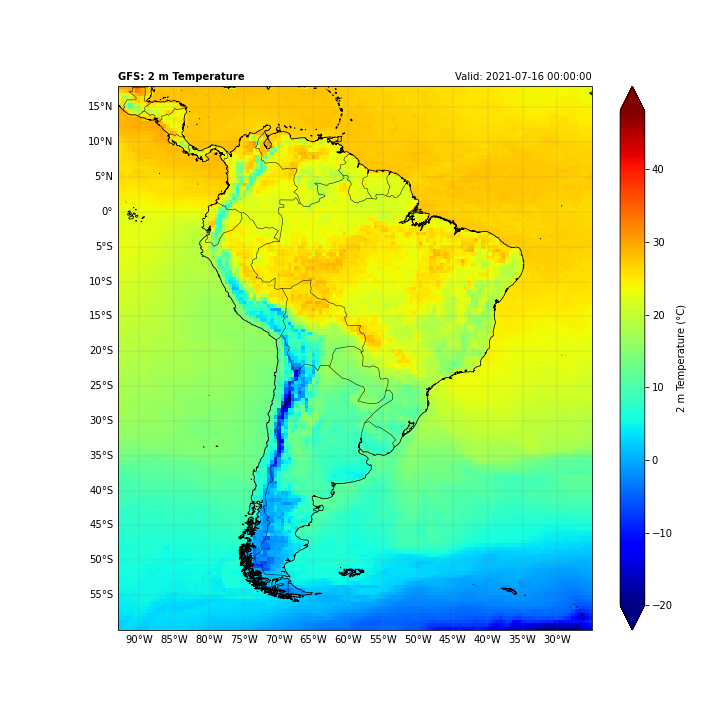 GFS: 2 m Temperature
Valid: 2021-07-16 00:00:00
15°N
10°N
5°N
0°
5°S
10°S
15°S
20°S
25°S
30°S
35°S
40°S
45°S
50°S
55°S
90°W 85°W 80°W 75°W 70°W 65°W 60°W 55°W 50°W 45°W 40°W 35°W 30°W
40
30
20
10
0
−10
−20
2 m Temperature (°C)